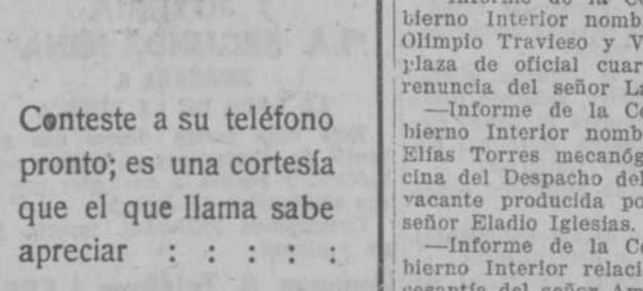 Conteste a su teléfono
pronto; es una cortesía
que el que llama sabe
apreciar : : : : :
bierno Interior nomb
Olimpio Travieso y V
plaza de oficial cuar
renuncia del señor
—Informe de la
bierno Interior nomb
Elías Torres mecanóg
cina del Despacho del
vacante producida po
señor Eladio Iglesias.
—Informe de la
bierno Interior relaci